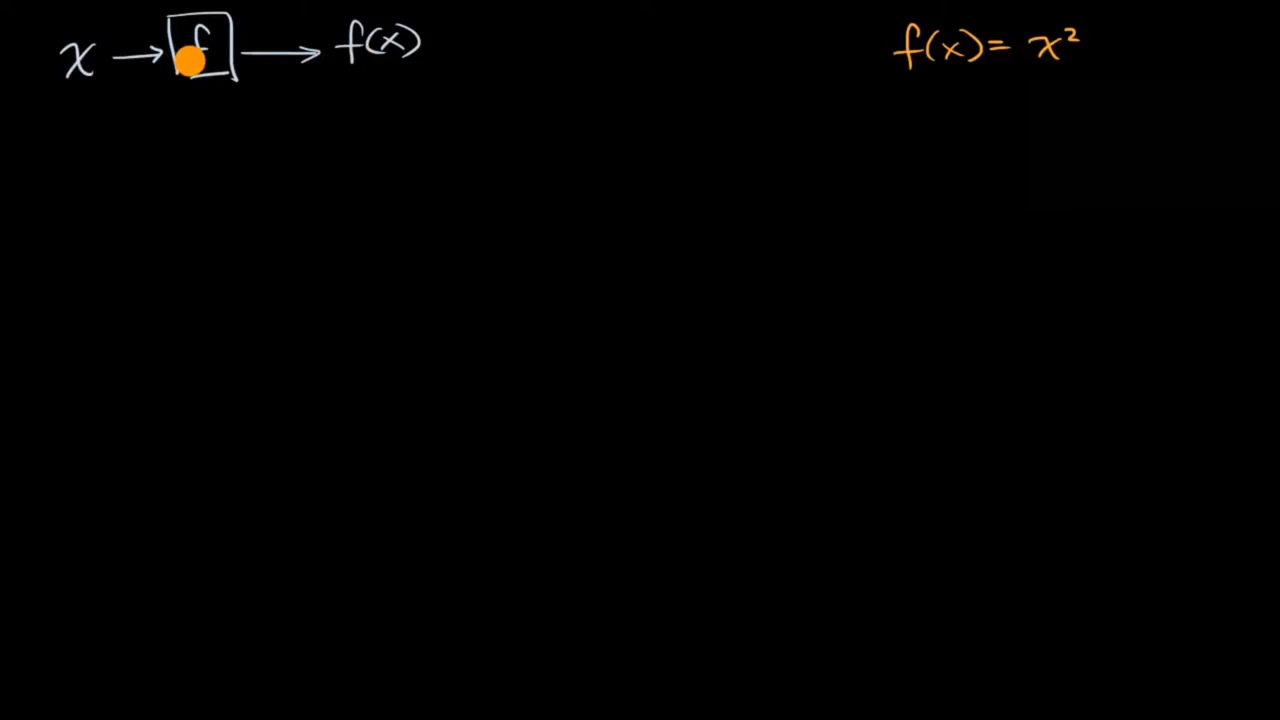 x → f → f(x)
f(x) = x²